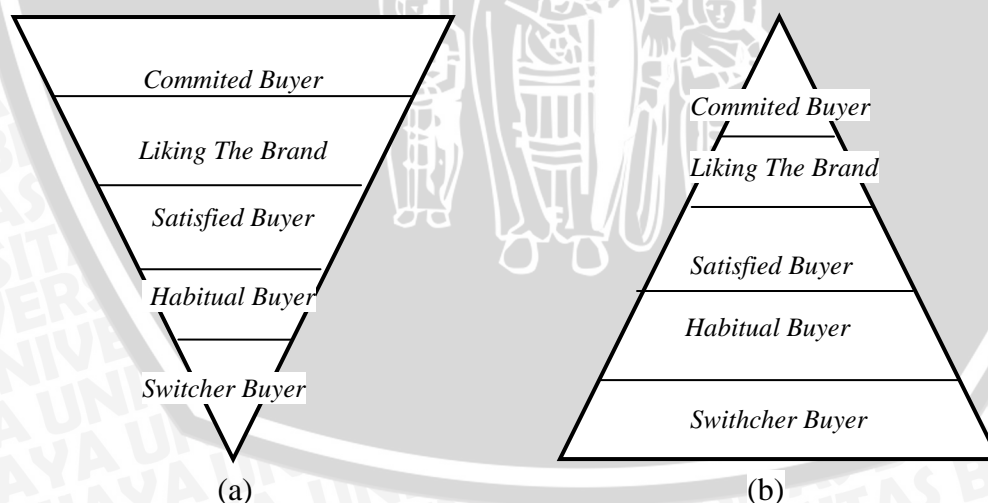 Commited Buyer
Liking The Brand
Satisfied Buyer
Habitual Buyer
Switcher Buyer
(a)
Commited Buyer
Liking The Brand
Satisfied Buyer
Habitual Buyer
Swithcher Buyer
(b)